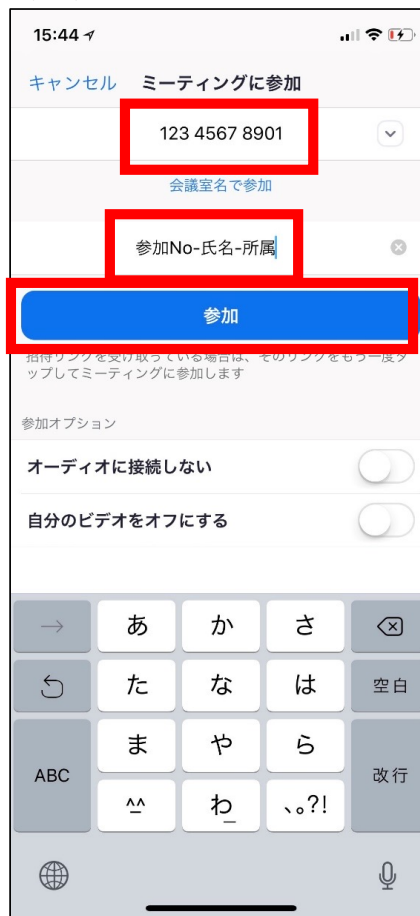 15:44
キャンセル ミーティングに参加
123 4567 8901
会議室名で参加
参加No-氏名-所属
参加
招待リンクを受け取っている場合は、そのリンクをもう一度タ
ップしてミーティングに参加します
参加オプション
オーディオに接続しない
自分のビデオをオフにする
→ あ か さ
た な は 空白
ま や ら
ABC 改行
^^ わ 、。?!